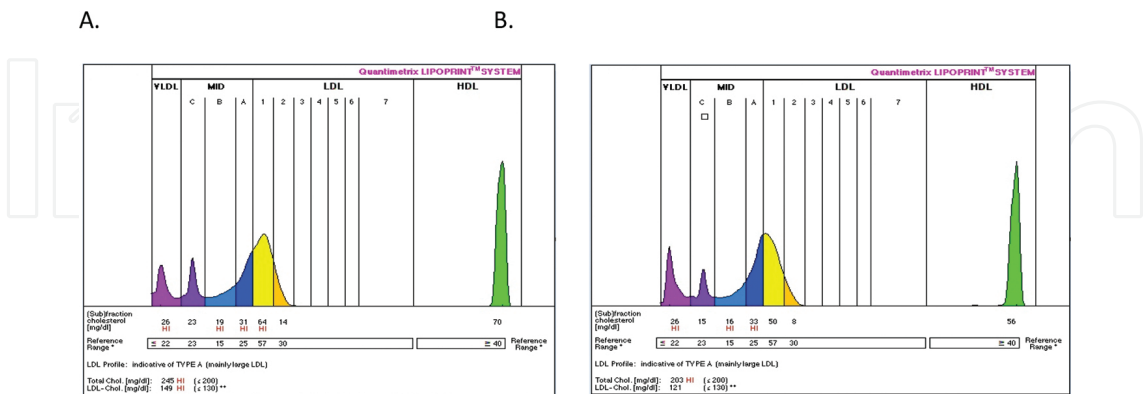 A.
B.
Quantimetrix LIPOPRINT™ SYSTEM
VLDL MID LDL HDL
C B A 1 2 3 4 5 6 7
(Sub)fraction
cholesterol
[mg/dl]
26 23 19 31 64 14 70
HI HI HI HI
Reference
Range *
≤ 22 23 15 25 57 30 ≥ 40
Reference
Range *
LDL Profile: indicative of TYPE A (mainly large LDL)
Total Chol. [mg/dl]: 245 HI (≤ 200)
LDL-Chol. [mg/dl]: 149 HI (≤ 130) **
Quantimetrix LIPOPRINT™ SYSTEM
VLDL MID LDL HDL
C B A 1 2 3 4 5 6 7
(Sub)fraction
cholesterol
[mg/dl]
26 15 16 33 50 8 56
HI HI HI
Reference
Range *
≤ 22 23 15 25 57 30 ≥ 40
Reference
Range *
LDL Profile: indicative of TYPE A (mainly large LDL)
Total Chol. [mg/dl]: 203 HI (≤ 200)
LDL-Chol. [mg/dl]: 121 (≤ 130) **